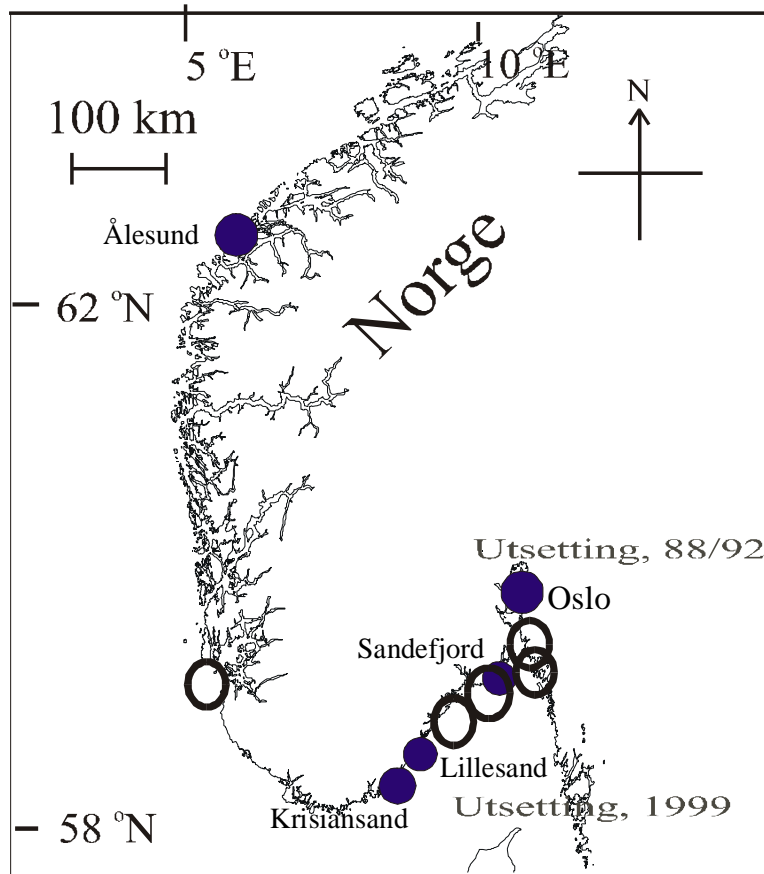 5 °E
10 °E
100 km
N
Ålesund
Norge
62 °N
Utsetting, 88/92
Oslo
Sandefjord
Lillesand
Utsetting, 1999
Krisiansand
58 °N